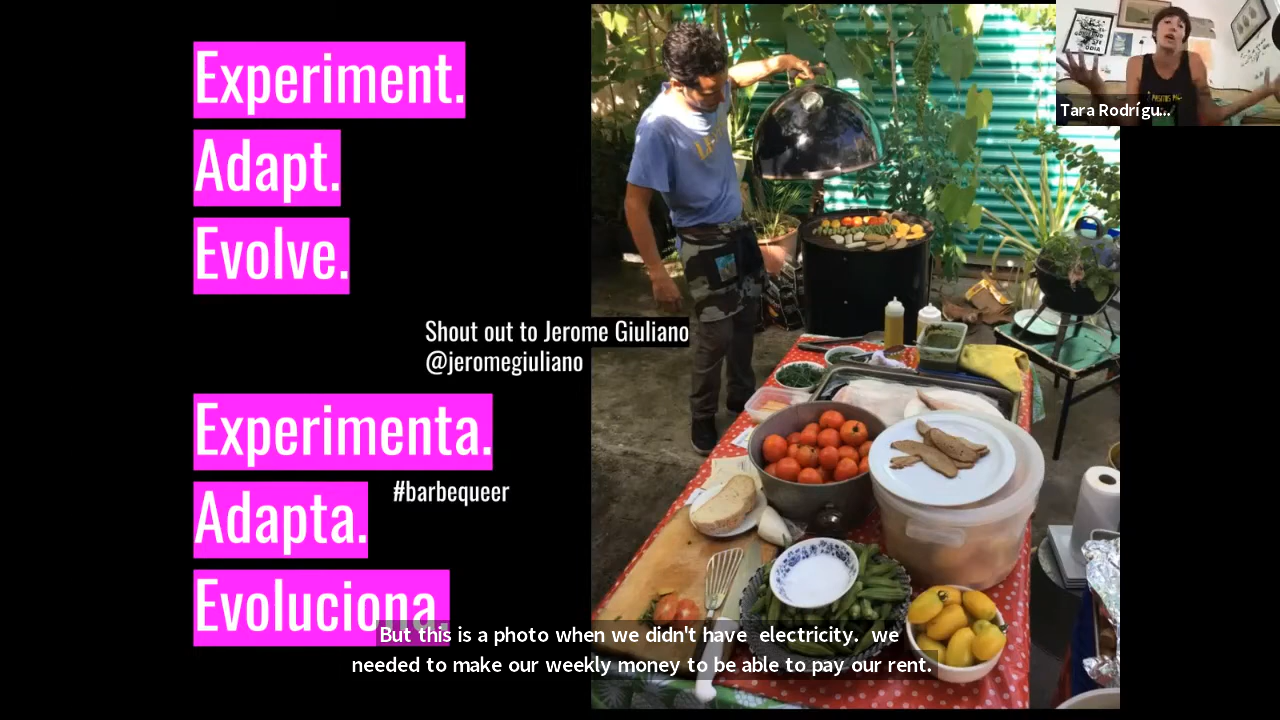 Experiment.
Adapt.
Evolve.
Shout out to Jerome Giuliano
@jeromegiuliano
Experimenta.
Adapta.
#barbequeer
Evoluciona.
But this is a photo when we didn't have electricity. we
needed to make our weekly money to be able to pay our rent.
Tara Rodrígu...